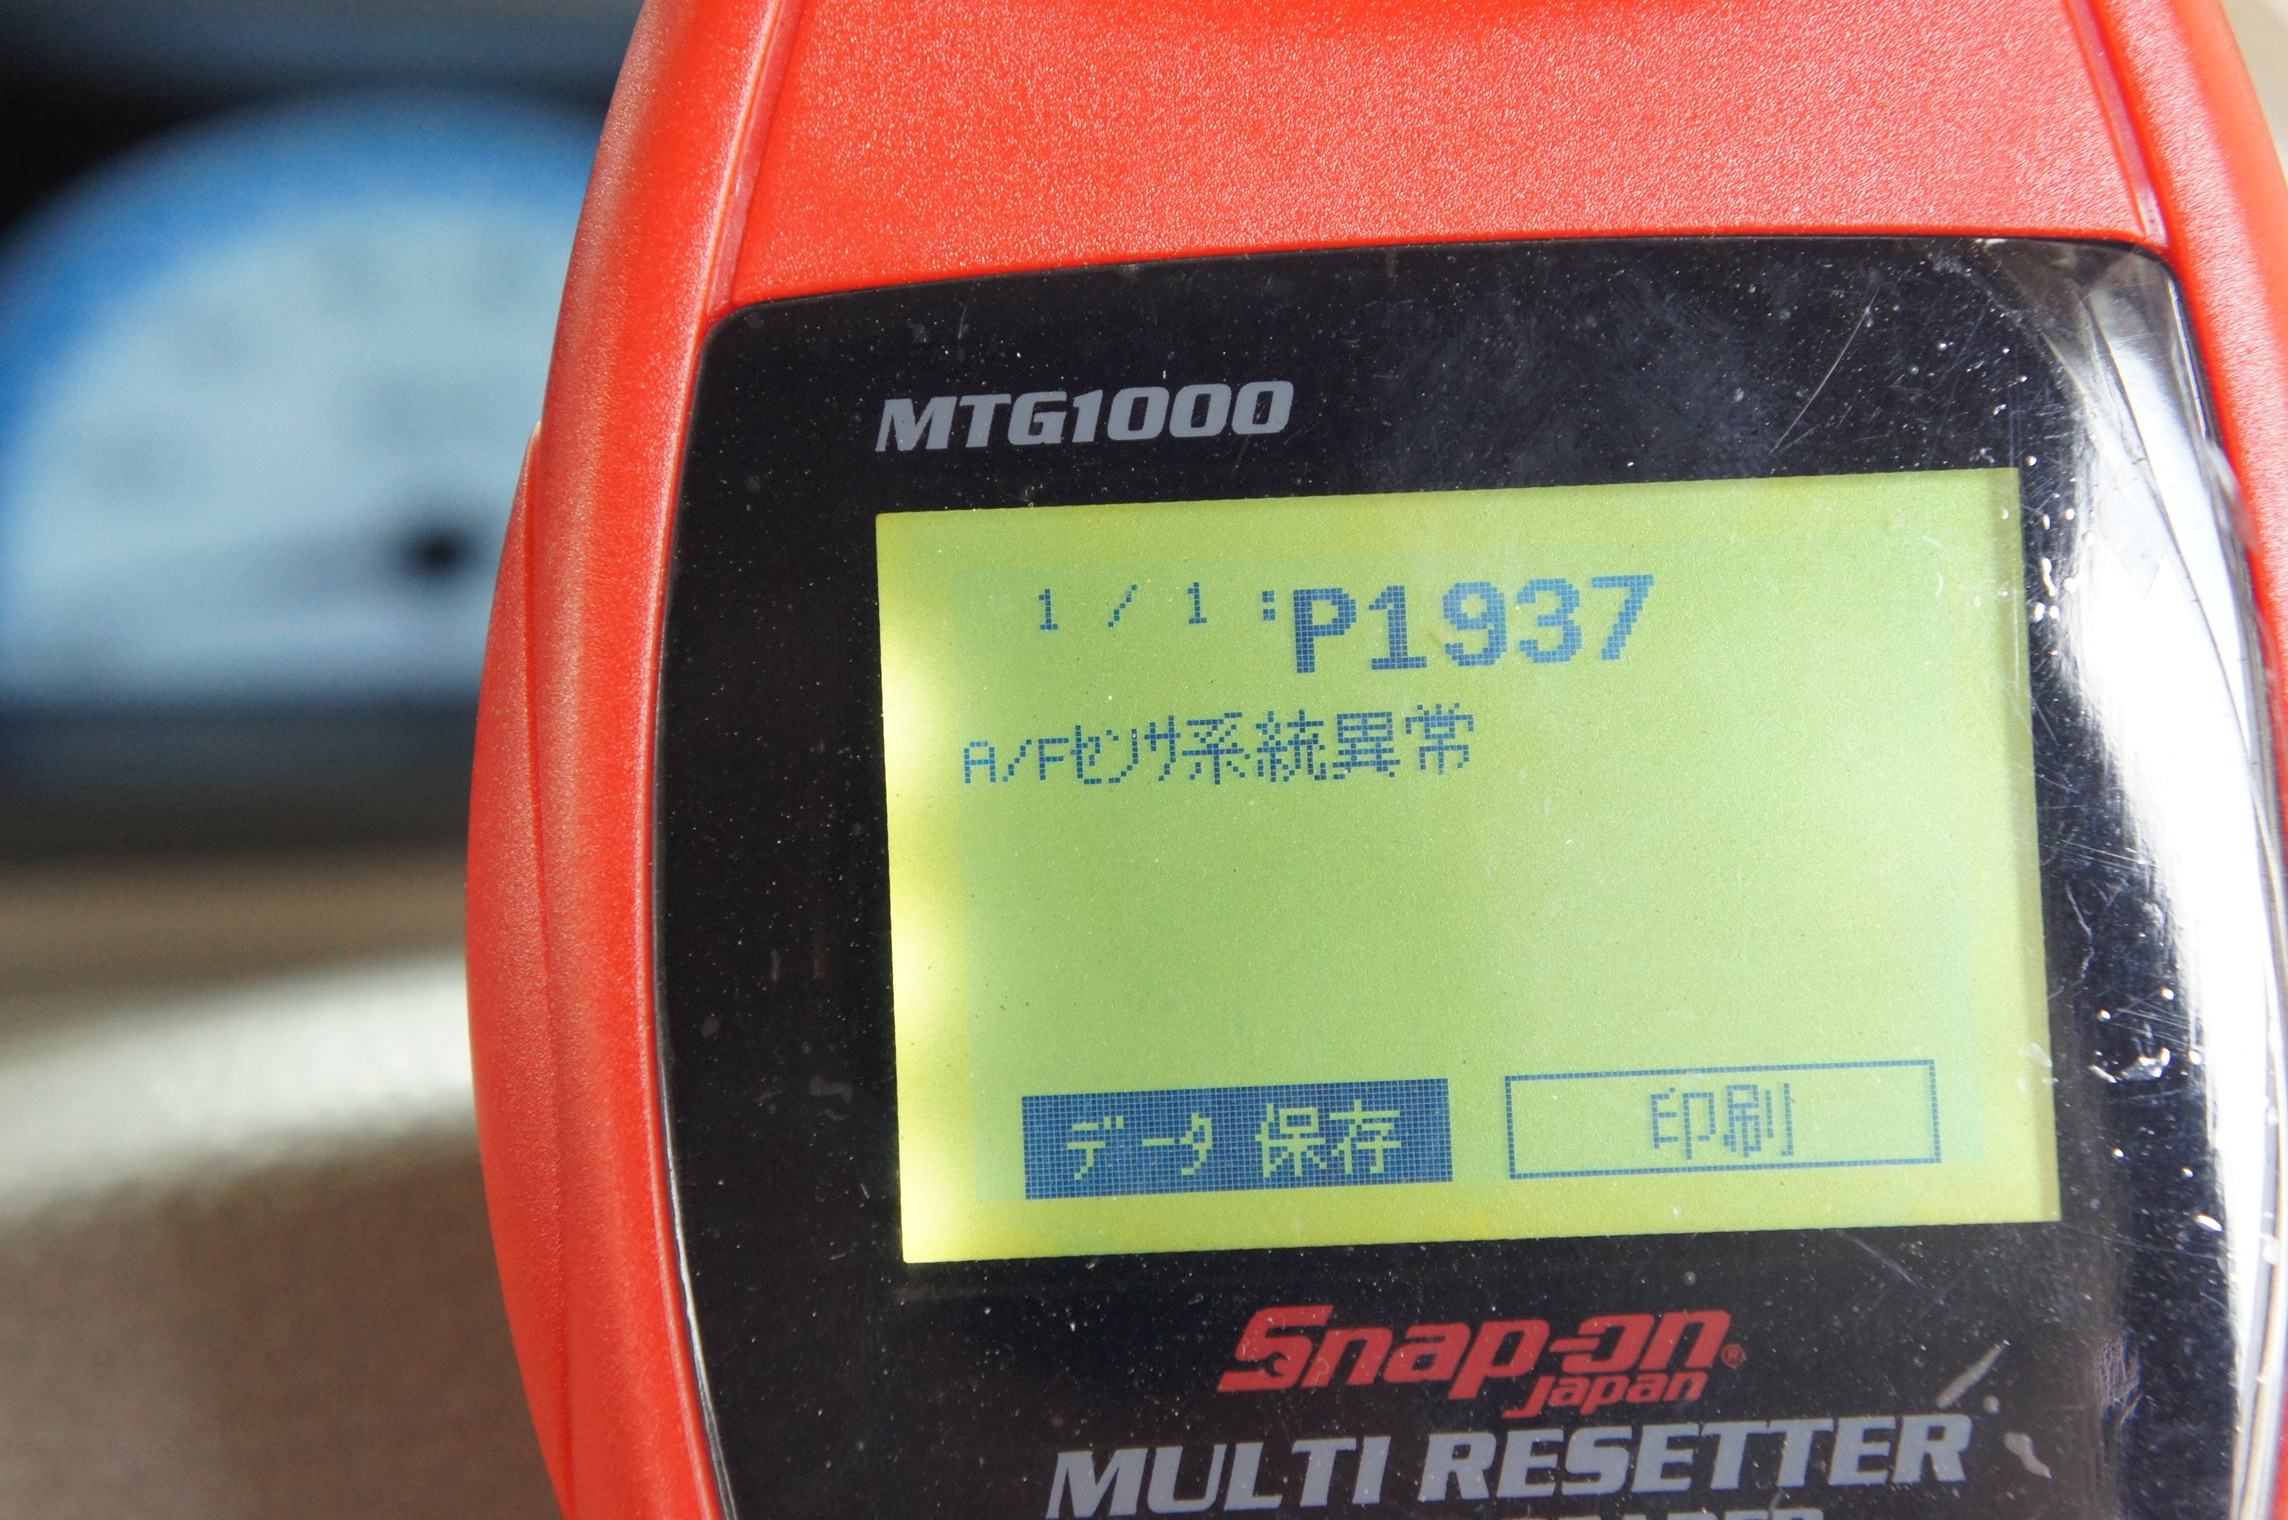 MTG1000
1 / 1 :P1937
A/Fセンサ系統異常
データ 保存 印刷
Snap-on®
Japan
MULTI RESETTER